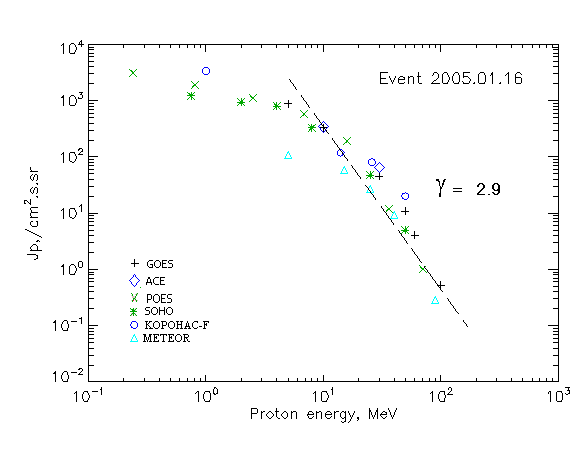 10^4
Event 2005.01.16
10^3
10^2
γ = 2.9
10^1
10^0
10^-1
10^-2
Jp,/cm^2.s.sr
+ GOES
◇ ACE
× POES
* SOHO
○ KOPOHAC-F
△ METEOR
10^-1 10^0 10^1 10^2 10^3
Proton energy, MeV